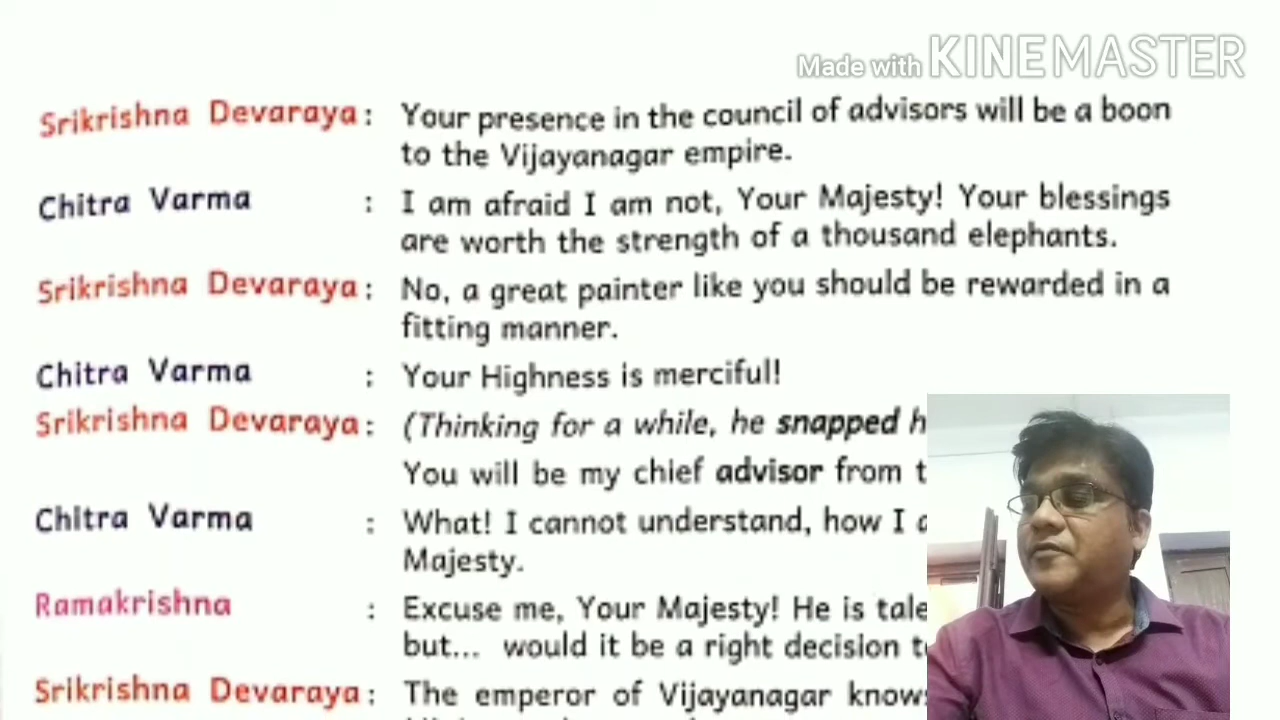 Made with KINEMASTER
Srikrishna Devaraya : Your presence in the council of advisors will be a boon
to the Vijayanagar empire.
Chitra Varma : I am afraid I am not, Your Majesty! Your blessings
are worth the strength of a thousand elephants.
Srikrishna Devaraya : No, a great painter like you should be rewarded in a
fitting manner.
Chitra Varma : Your Highness is merciful!
Srikrishna Devaraya : (Thinking for a while, he snapped
You will be my chief advisor from
Chitra Varma : What! I cannot understand, how I
Majesty.
Ramakrishna : Excuse me, Your Majesty! He is
but... would it be a right decision
Srikrishna Devaraya : The emperor of Vijayanagar